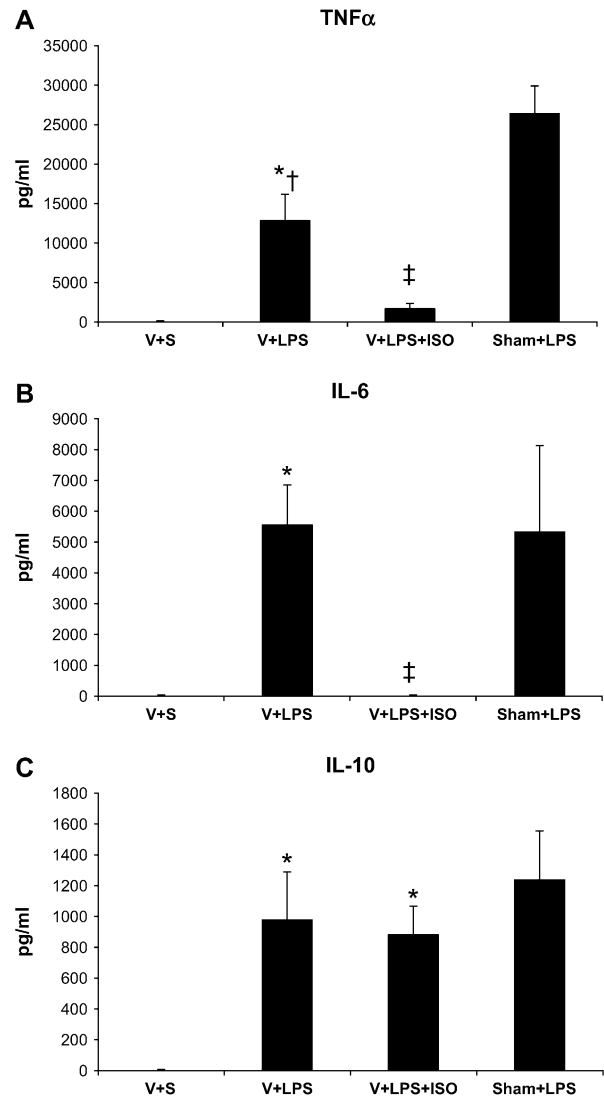 A
TNFα
35000
30000
25000
20000
15000
10000
5000
0
pg/ml
*†
‡
V+S V+LPS V+LPS+ISO Sham+LPS
B
IL-6
9000
8000
7000
6000
5000
4000
3000
2000
1000
0
pg/ml
*
‡
V+S V+LPS V+LPS+ISO Sham+LPS
C
IL-10
1800
1600
1400
1200
1000
800
600
400
200
0
pg/ml
*
*
V+S V+LPS V+LPS+ISO Sham+LPS